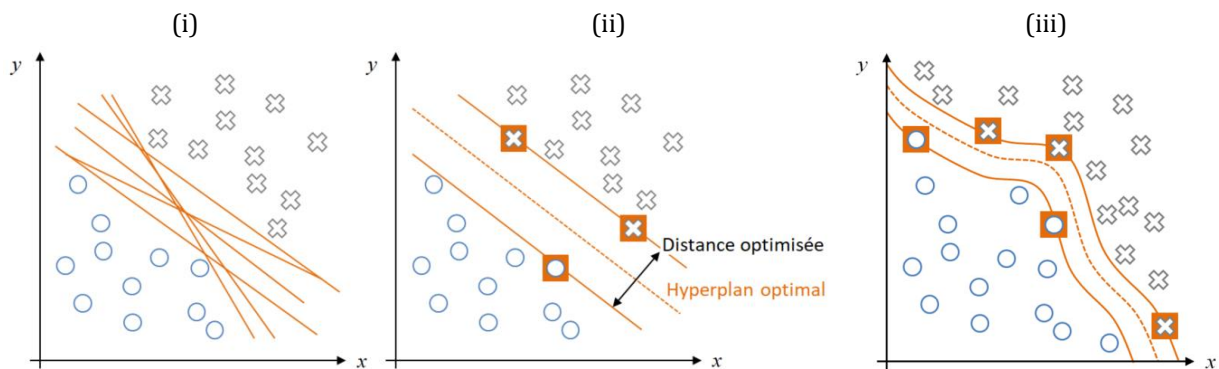 (i)
(ii)
(iii)
y
y
y
Distance optimisée
Hyperplan optimal
x
x
x